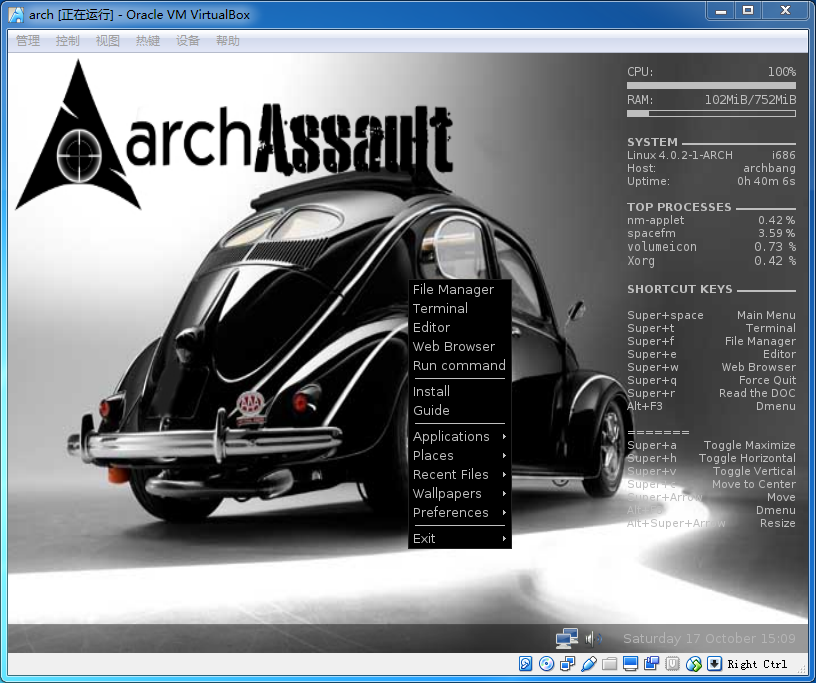 arch [正在运行] - Oracle VM VirtualBox
管理 控制 视图 热键 设备 帮助
archAssault
CPU: 100%
RAM: 102MiB/752MiB
SYSTEM
Linux 4.0.2-1-ARCH i686
Host: archbang
Uptime: 0h 40m 6s
TOP PROCESSES
nm-applet 0.42 %
spacefm 3.59 %
volumeicon 0.73 %
Xorg 0.42 %
SHORTCUT KEYS
Super+space Main Menu
Super+t Terminal
Super+f File Manager
Super+e Editor
Super+w Web Browser
Super+q Force Quit
Super+r Read the DOC
Alt+F3 Dmenu
=======
Super+a Toggle Maximize
Super+h Toggle Horizontal
Super+v Toggle Vertical
Move to Center
Super+Arrow Move
Dmenu
Alt+Super+Arrow Resize
File Manager
Terminal
Editor
Web Browser
Run command
Install
Guide
Applications
Places
Recent Files
Wallpapers
Preferences
Exit
AAA
Saturday 17 October 15:09
Right Ctrl